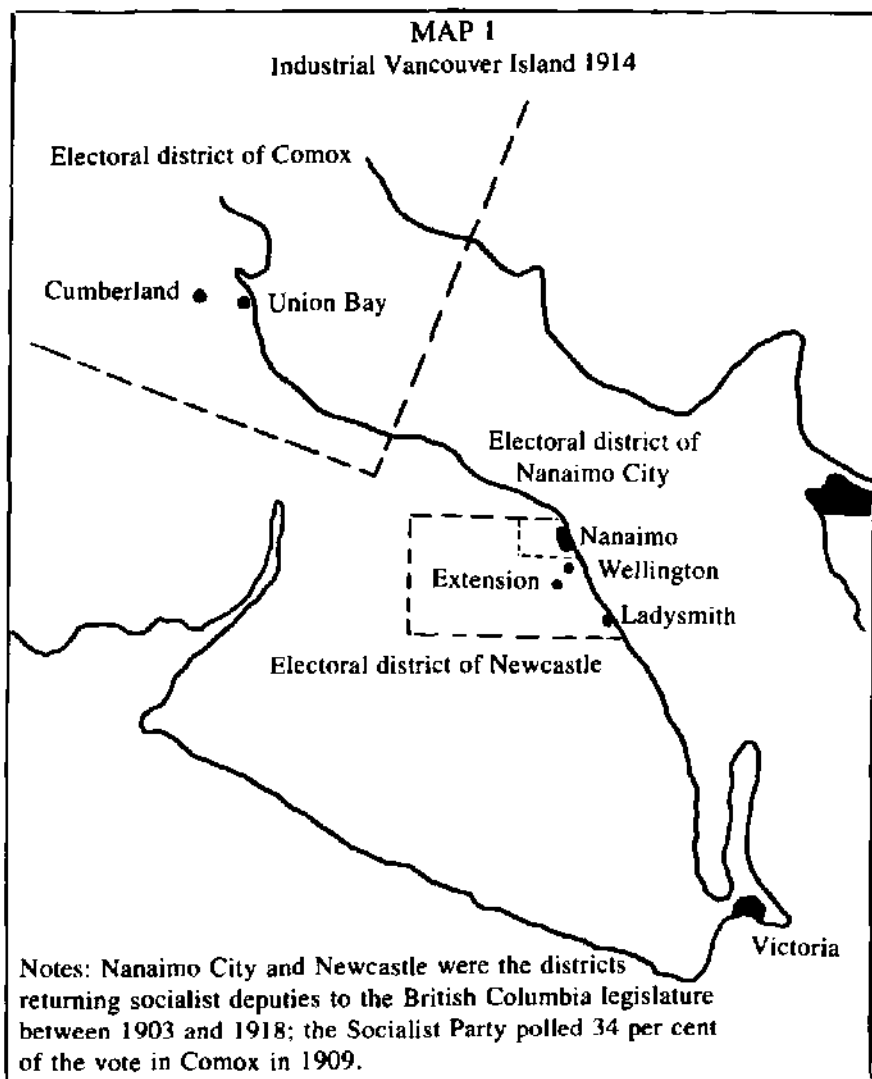 MAP 1
Industrial Vancouver Island 1914
Electoral district of Comox
Cumberland
Union Bay
Electoral district of
Nanaimo City
Nanaimo
Wellington
Extension
Ladysmith
Electoral district of Newcastle
Victoria
Notes: Nanaimo City and Newcastle were the districts
returning socialist deputies to the British Columbia legislature
between 1903 and 1918; the Socialist Party polled 34 per cent
of the vote in Comox in 1909.